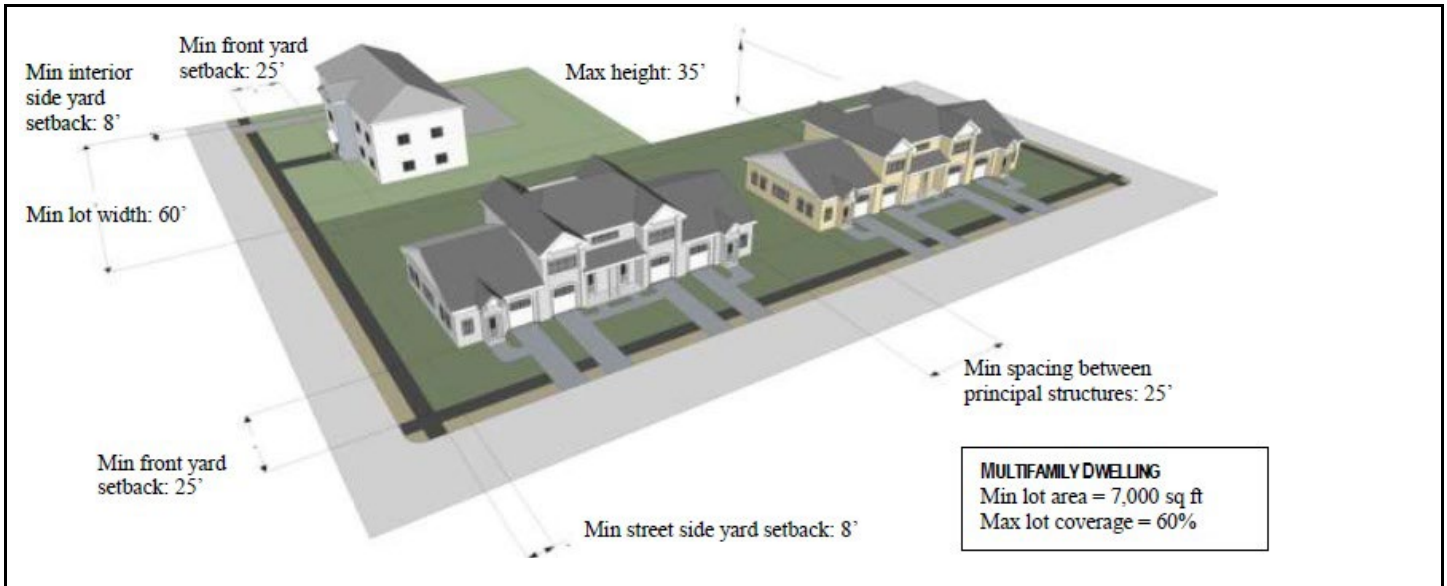 Min front yard
setback: 25’
Min interior
side yard
setback: 8’
Max height: 35’
Min lot width: 60’
Min spacing between
principal structures: 25’
Min front yard
setback: 25’
Min street side yard setback: 8’
MULTIFAMILY DWELLING
Min lot area = 7,000 sq ft
Max lot coverage = 60%